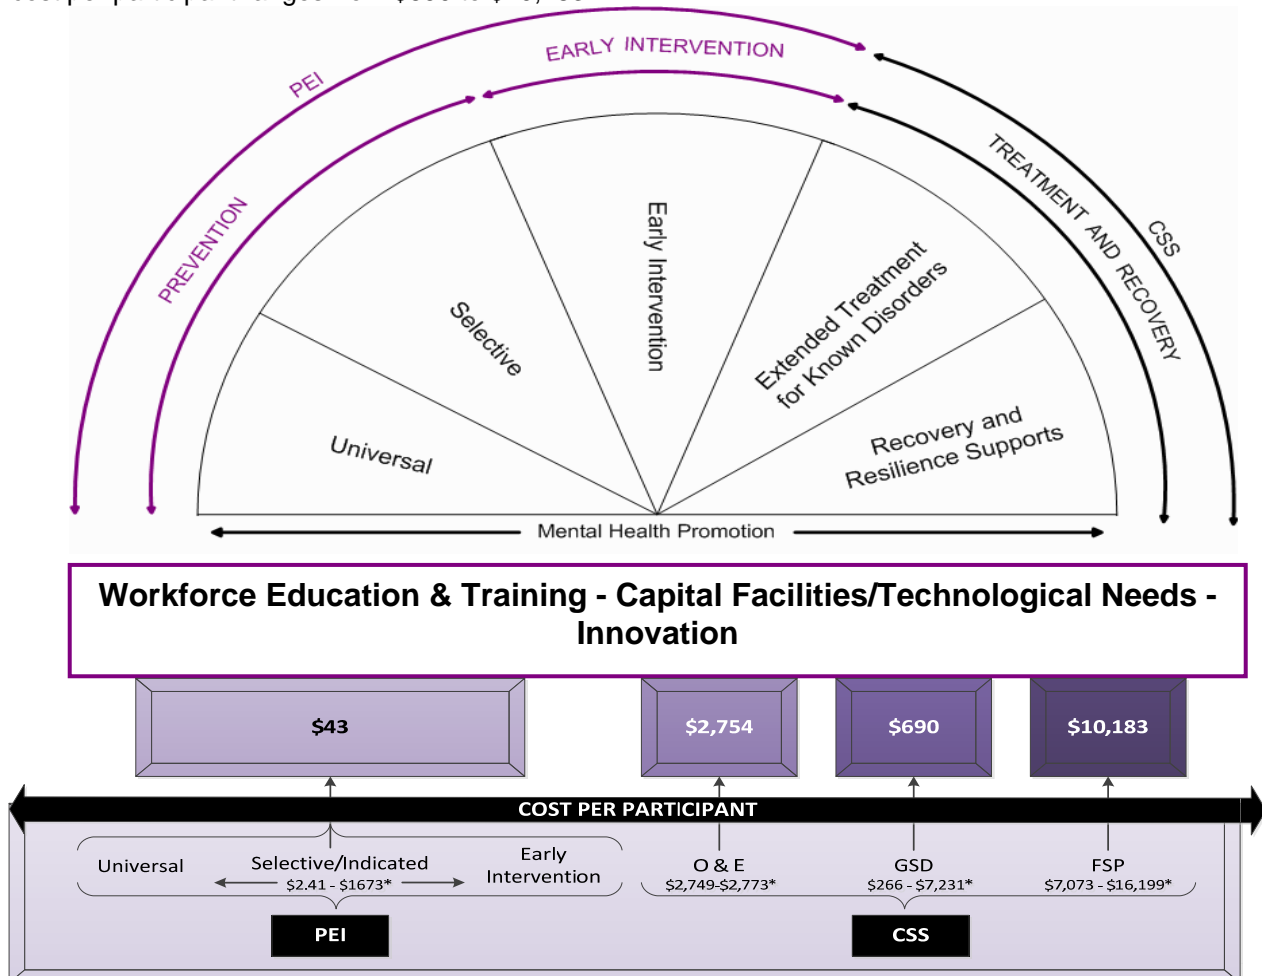 PEI
EARLY INTERVENTION
PREVENTION
TREATMENT AND RECOVERY
CSS
Universal
Selective
Early Intervention
Extended Treatment
for Known Disorders
Recovery and
Resilience Supports
Mental Health Promotion
Workforce Education & Training - Capital Facilities/Technological Needs -
Innovation
$43
$2,754
$690
$10,183
COST PER PARTICIPANT
Universal
Selective/Indicated
$2.41 - $1673*
Early
Intervention
O & E
$2,749-$2,773*
GSD
$266 - $7,231*
FSP
$7,073 - $16,199*
PEI
CSS